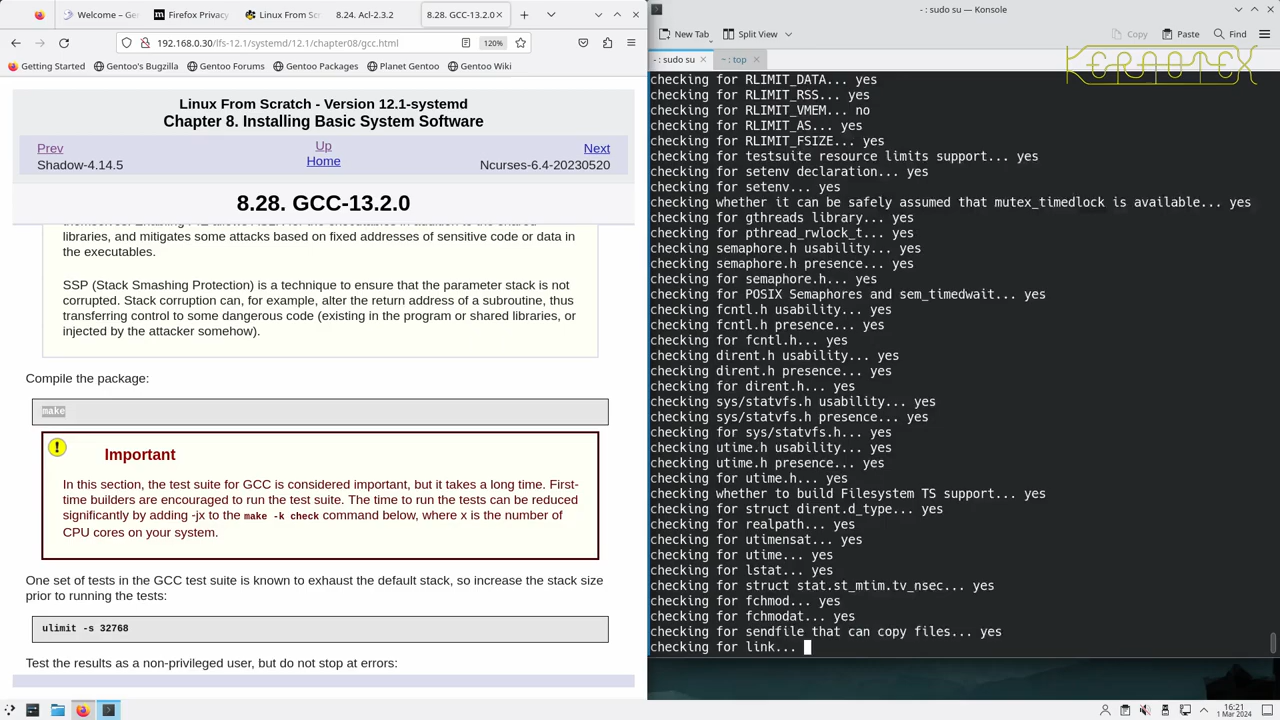 Welcome – Ge
Firefox Privacy
Linux From Scr
8.24. Acl-2.3.2
8.28. GCC-13.2.0
192.168.0.30/lfs-12.1/systemd/12.1/chapter08/gcc.html
120%
Getting Started
Gentoo's Bugzilla
Gentoo Forums
Gentoo Packages
Planet Gentoo
Gentoo Wiki
Linux From Scratch - Version 12.1-systemd
Chapter 8. Installing Basic System Software
Prev
Up
Next
Shadow-4.14.5
Home
Ncurses-6.4-20230520
8.28. GCC-13.2.0
libraries, and mitigates some attacks based on fixed addresses of sensitive code or data in
the executables.
SSP (Stack Smashing Protection) is a technique to ensure that the parameter stack is not
corrupted. Stack corruption can, for example, alter the return address of a subroutine, thus
transferring control to some dangerous code (existing in the program or shared libraries, or
injected by the attacker somehow).
Compile the package:
make
Important
In this section, the test suite for GCC is considered important, but it takes a long time. First-
time builders are encouraged to run the test suite. The time to run the tests can be reduced
significantly by adding -jx to the make -k check command below, where x is the number of
CPU cores on your system.
One set of tests in the GCC test suite is known to exhaust the default stack, so increase the stack size
prior to running the tests:
ulimit -s 32768
Test the results as a non-privileged user, but do not stop at errors:
- : sudo su — Konsole
New Tab
Split View
Copy
Paste
Find
- : sudo su
~ : top
KERNOTEX
checking for RLIMIT_DATA... yes
checking for RLIMIT_RSS... yes
checking for RLIMIT_VMEM... no
checking for RLIMIT_AS... yes
checking for RLIMIT_FSIZE... yes
checking for testsuite resource limits support... yes
checking for setenv declaration... yes
checking for setenv... yes
checking whether it can be safely assumed that mutex_timedlock is available... yes
checking for gthreads library... yes
checking for pthread_rwlock_t... yes
checking semaphore.h usability... yes
checking semaphore.h presence... yes
checking for semaphore.h... yes
checking for POSIX Semaphores and sem_timedwait... yes
checking fcntl.h usability... yes
checking fcntl.h presence... yes
checking for fcntl.h... yes
checking dirent.h usability... yes
checking dirent.h presence... yes
checking for dirent.h... yes
checking sys/statvfs.h usability... yes
checking sys/statvfs.h presence... yes
checking for sys/statvfs.h... yes
checking utime.h usability... yes
checking utime.h presence... yes
checking for utime.h... yes
checking whether to build Filesystem TS support... yes
checking for struct dirent.d_type... yes
checking for realpath... yes
checking for utimensat... yes
checking for utime... yes
checking for lstat... yes
checking for struct stat.st_mtim.tv_nsec... yes
checking for fchmod... yes
checking for fchmodat... yes
checking for sendfile that can copy files... yes
checking for link...
16:21
1 Mar 2024